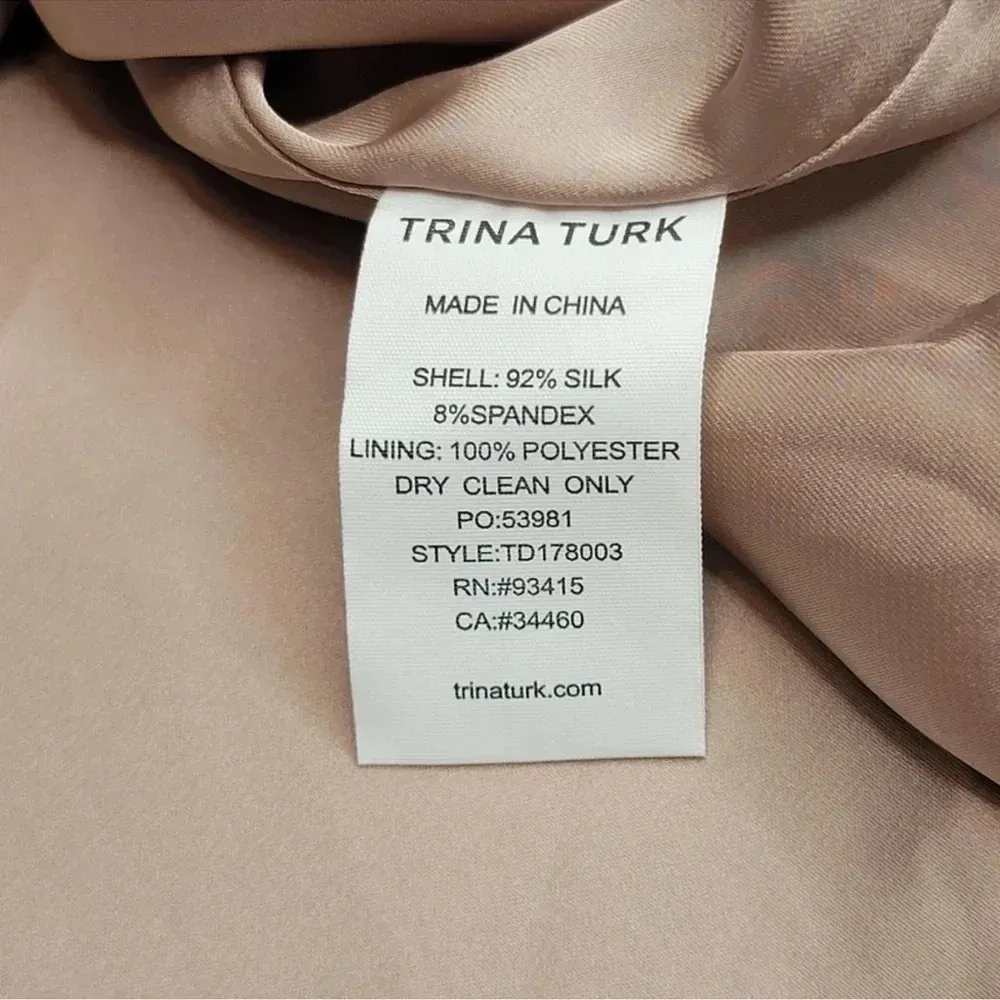 TRINA TURK
MADE IN CHINA
SHELL: 92% SILK
8%SPANDEX
LINING: 100% POLYESTER
DRY CLEAN ONLY
PO:53981
STYLE:TD178003
RN:#93415
CA:#34460
trinaturk.com